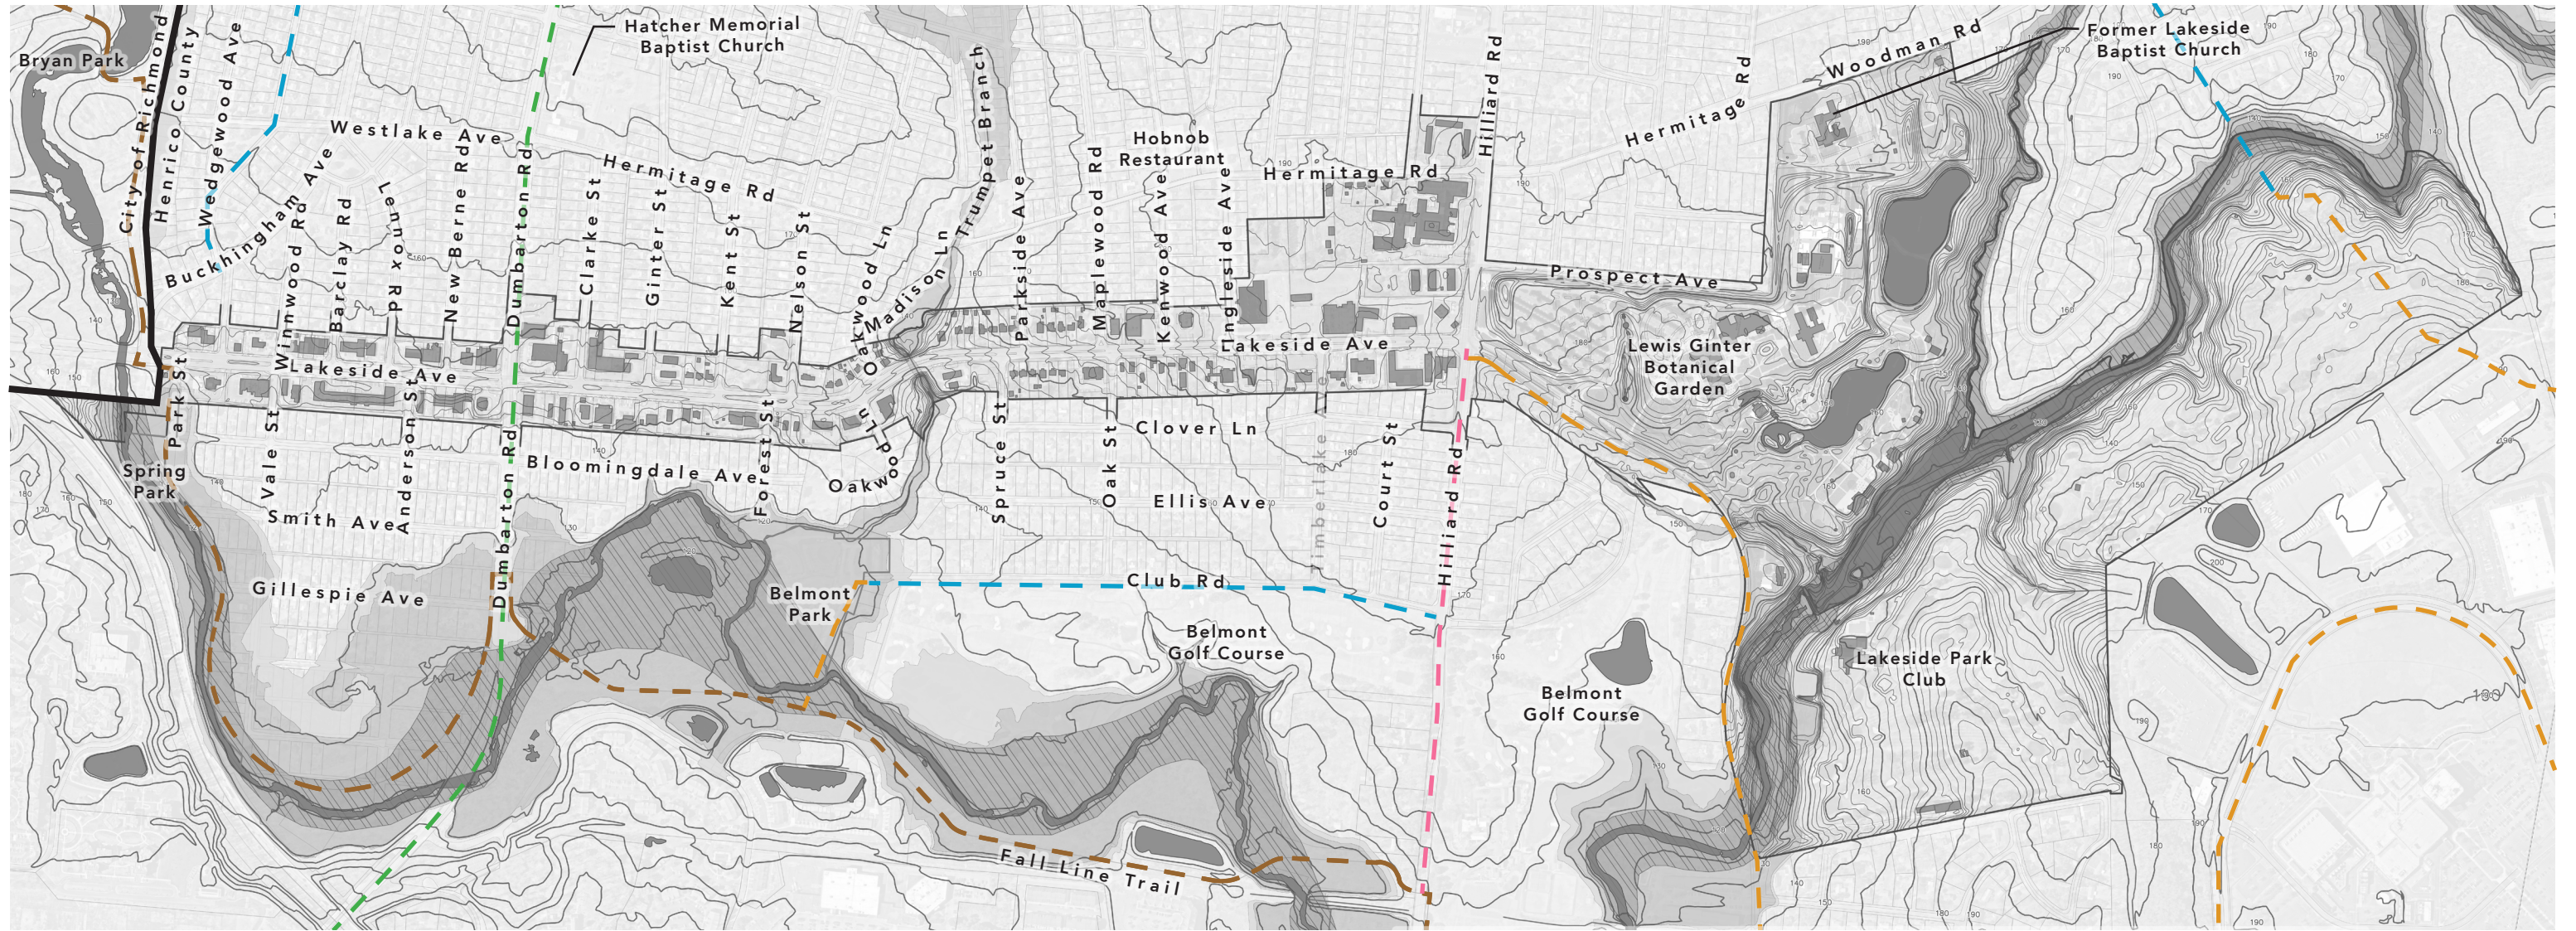 Hatcher Memorial
Baptist Church
Former Lakeside
Baptist Church
Bryan Park
City of Richmond
Henrico County
Wedgewood Ave
Westlake Ave
Buckhingham Ave
Winnwood Rd
Barclay Rd
Lennox Rd
New Berne Rd
Dumbarton Rd
Hermitage Rd
Clarke St
Ginter St
Kent St
Nelson St
Oakwood Ln
Madison Ln
Trumpet Branch
Parkside Ave
Maplewood Rd
Hobnob
Restaurant
Kenwood Ave
Ingleside Ave
Hermitage Rd
Hilliard Rd
Hermitage Rd
Woodman Rd
Prospect Ave
Lakeside Ave
Lakeside Ave
Lewis Ginter
Botanical
Garden
Park St
Spring
Park
Vale St
Anderson St
Smith Ave
Gillespie Ave
Dumbarton Rd
Dumbarton Rd
Bloomingdale Ave
Forest St
Oakwood Ln
Spruce St
Oak St
Clover Ln
Ellis Ave
Timberlake
Court St
Hilliard Rd
Club Rd
Belmont
Park
Belmont
Golf Course
Belmont
Golf Course
Lakeside Park
Club
Fall Line Trail